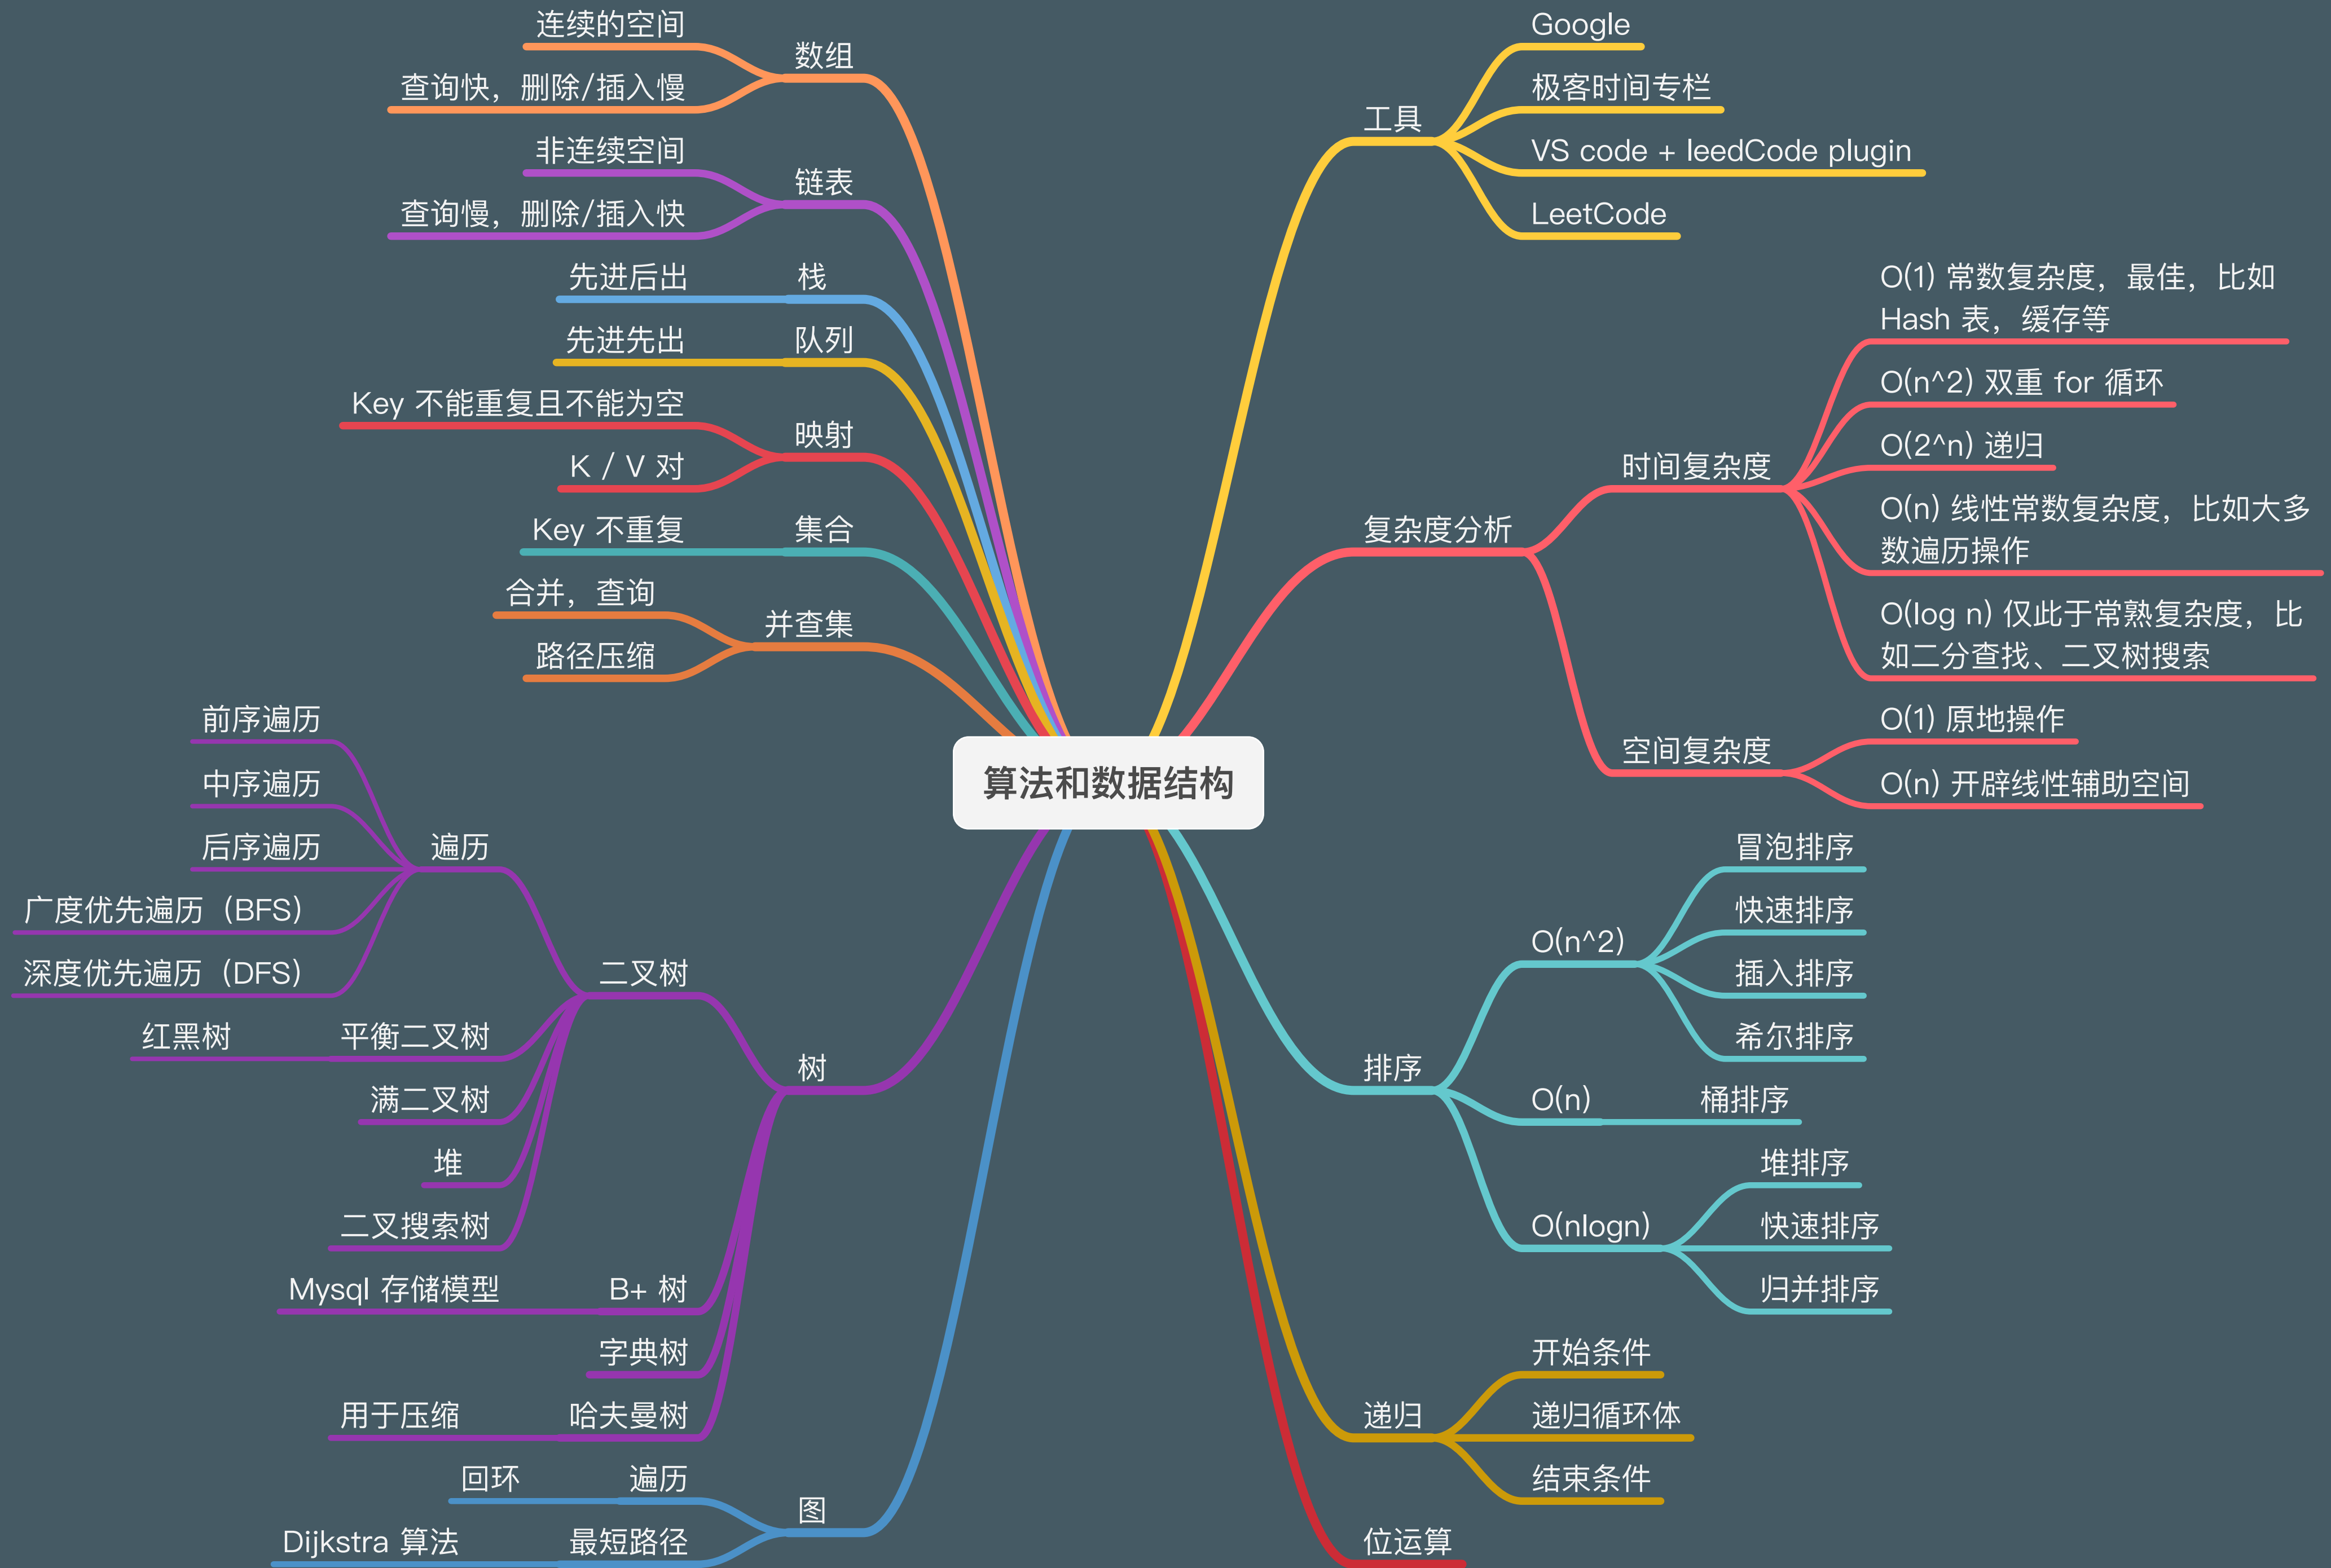 算法和数据结构
工具
Google
极客时间专栏
VS code + leedCode plugin
LeetCode
复杂度分析
时间复杂度
O(1) 常数复杂度，最佳，比如
Hash 表，缓存等
O(n^2) 双重 for 循环
O(2^n) 递归
O(n) 线性常数复杂度，比如大多
数遍历操作
O(log n) 仅此于常熟复杂度，比
如二分查找、二叉树搜索
空间复杂度
O(1) 原地操作
O(n) 开辟线性辅助空间
排序
O(n^2)
冒泡排序
快速排序
插入排序
希尔排序
O(n)
桶排序
O(nlogn)
堆排序
快速排序
归并排序
递归
开始条件
递归循环体
结束条件
位运算
数组
连续的空间
查询快，删除/插入慢
链表
非连续空间
查询慢，删除/插入快
栈
先进后出
队列
先进先出
映射
Key 不能重复且不能为空
K / V 对
集合
Key 不重复
并查集
合并，查询
路径压缩
树
二叉树
遍历
前序遍历
中序遍历
后序遍历
广度优先遍历（BFS）
深度优先遍历（DFS）
平衡二叉树
红黑树
满二叉树
堆
二叉搜索树
B+ 树
Mysql 存储模型
字典树
哈夫曼树
用于压缩
图
遍历
回环
最短路径
Dijkstra 算法